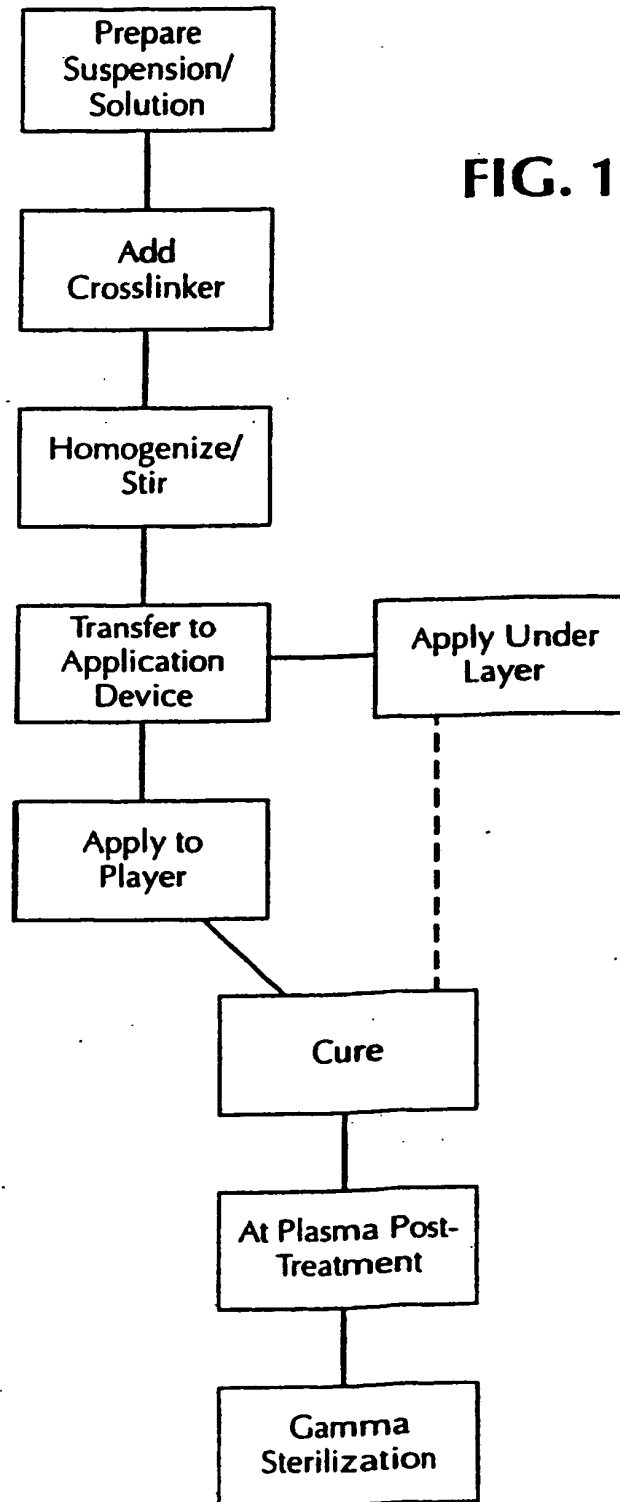 Prepare
Suspension/
Solution
FIG. 1
Add
Crosslinker
Homogenize/
Stir
Transfer to
Application
Device
Apply Under
Layer
Apply to
Player
Cure
At Plasma Post-
Treatment
Gamma
Sterilization